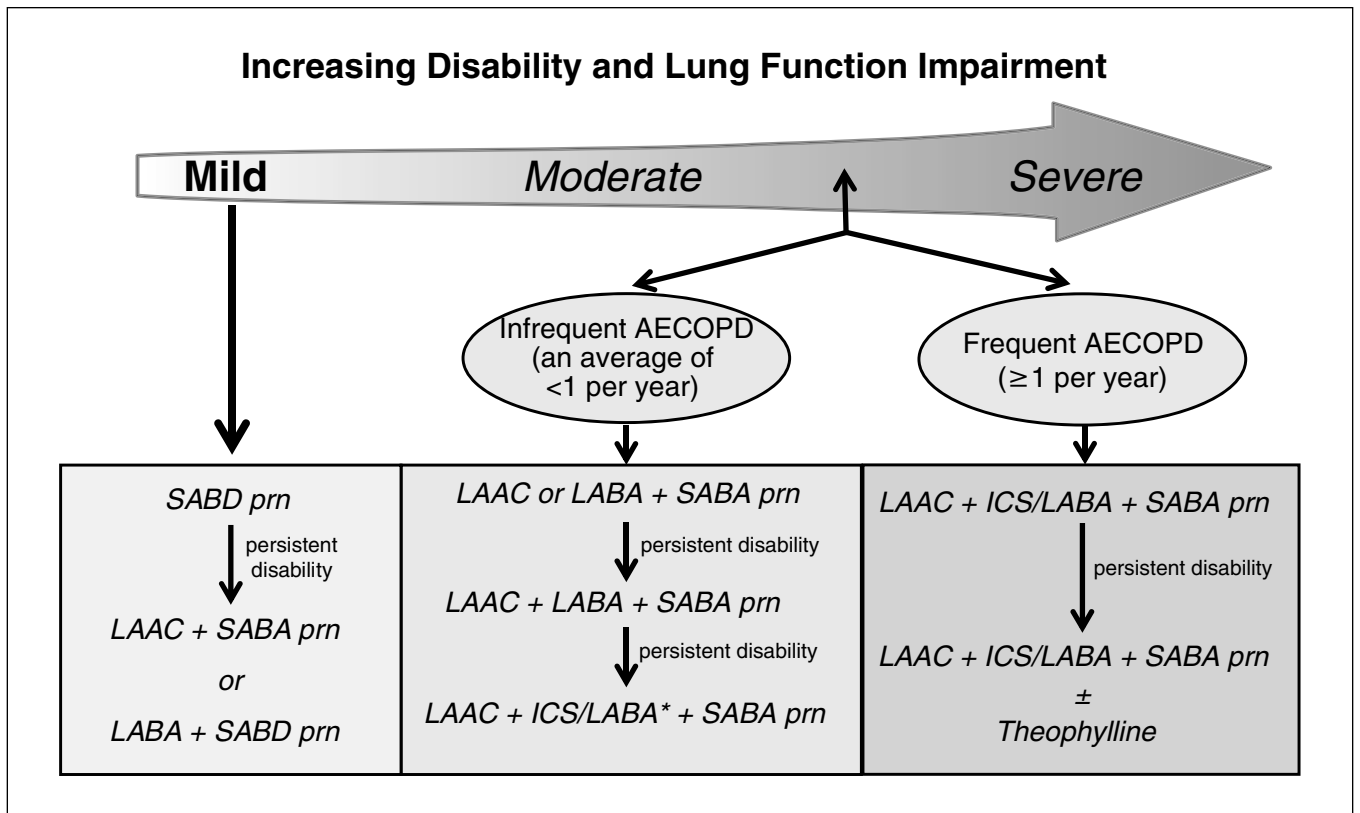 Increasing Disability and Lung Function Impairment
Mild
Moderate
Severe
Infrequent AECOPD
(an average of
<1 per year)
Frequent AECOPD
(≥1 per year)
SABD prn
persistent
disability
LAAC + SABA prn
or
LABA + SABD prn
LAAC or LABA + SABA prn
persistent disability
LAAC + LABA + SABA prn
persistent disability
LAAC + ICS/LABA* + SABA prn
LAAC + ICS/LABA + SABA prn
persistent disability
LAAC + ICS/LABA + SABA prn
±
Theophylline